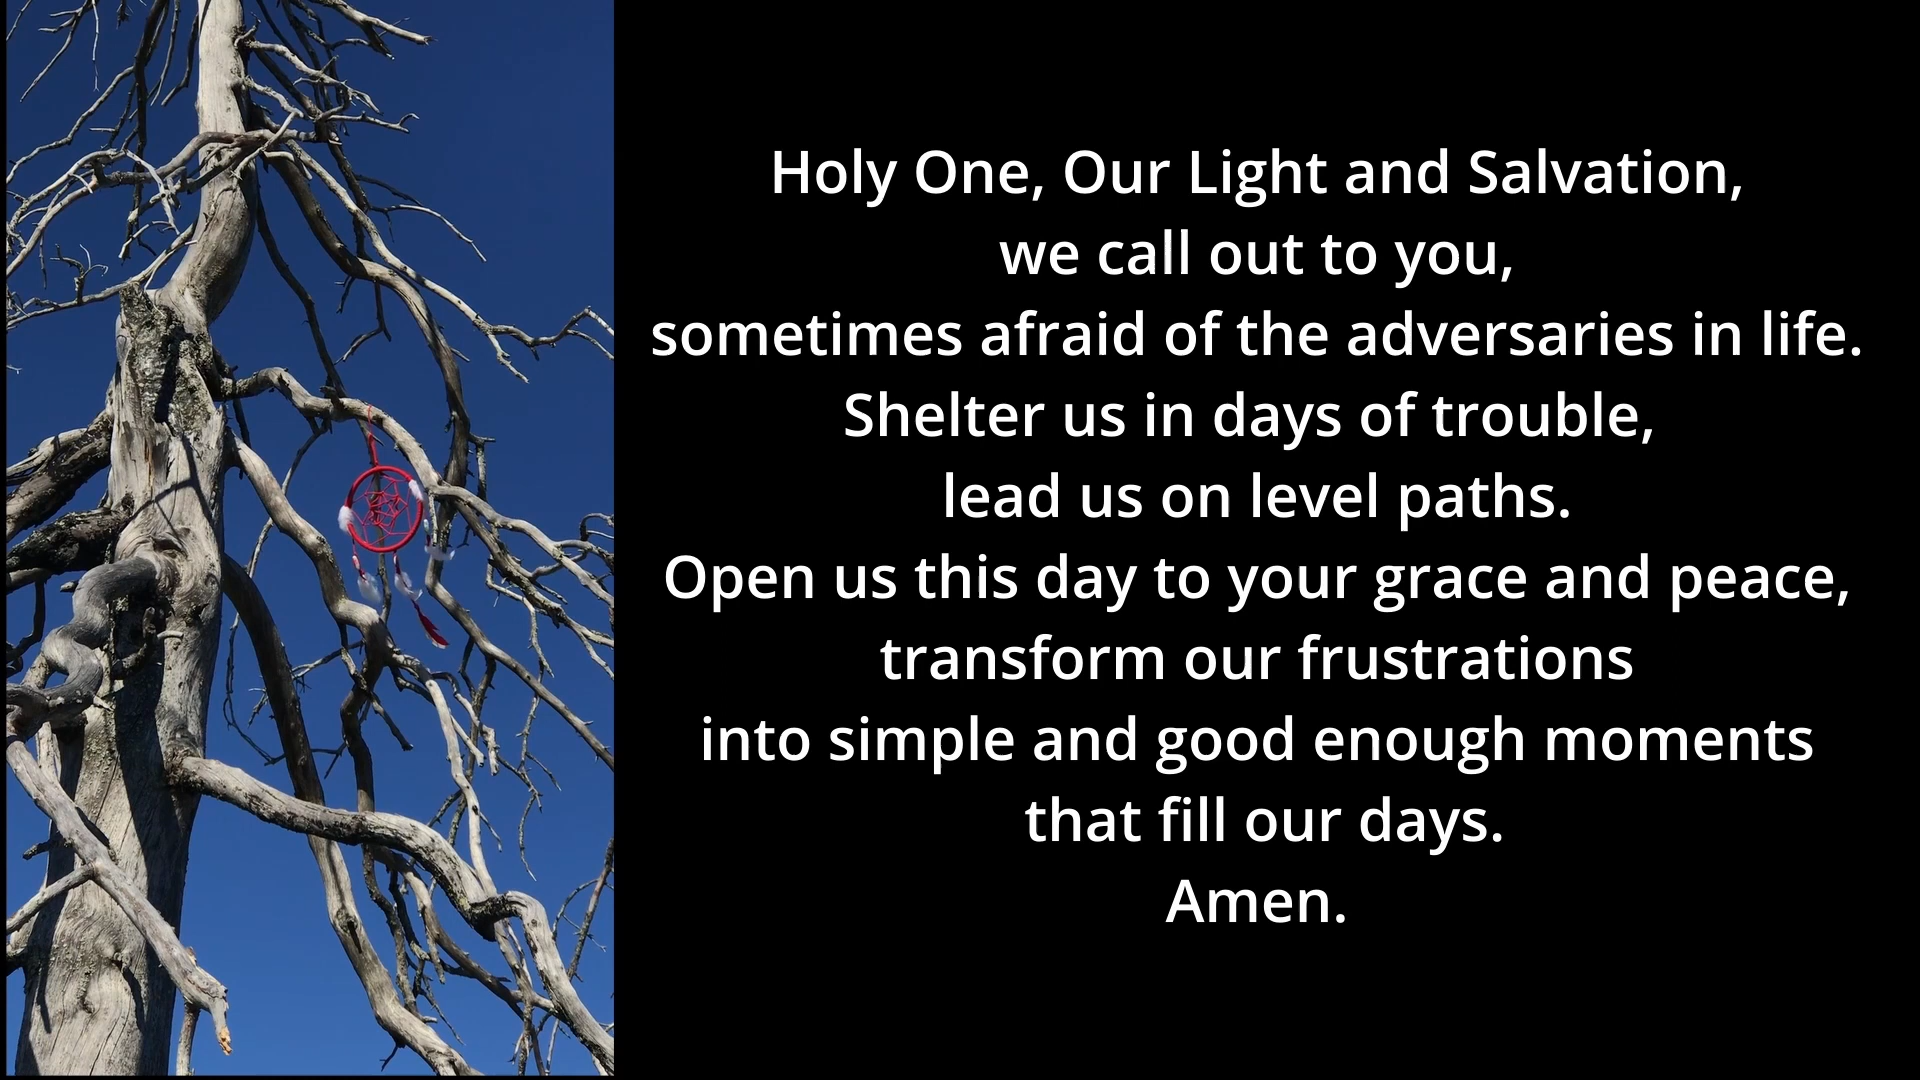 Holy One, Our Light and Salvation,
we call out to you,
sometimes afraid of the adversaries in life.
Shelter us in days of trouble,
lead us on level paths.
Open us this day to your grace and peace,
transform our frustrations
into simple and good enough moments
that fill our days.
Amen.